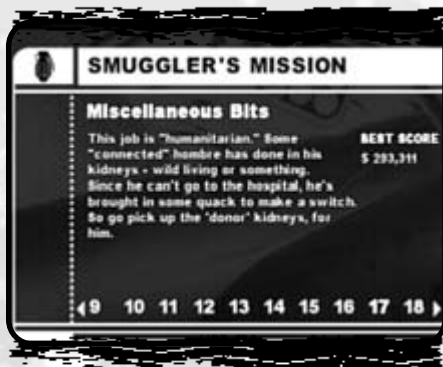 SMUGGLER'S MISSION
Miscellaneous Bits
This job is "humanitarian." Some
"connected" hombre has done in his
kidneys - wild living or something.
Since he can't go to the hospital, he's
brought in some quack to make a switch.
So go pick up the 'donor' kidneys, for
him.
BEST SCORE
$ 293,311
9 10 11 12 13 14 15 16 17 18